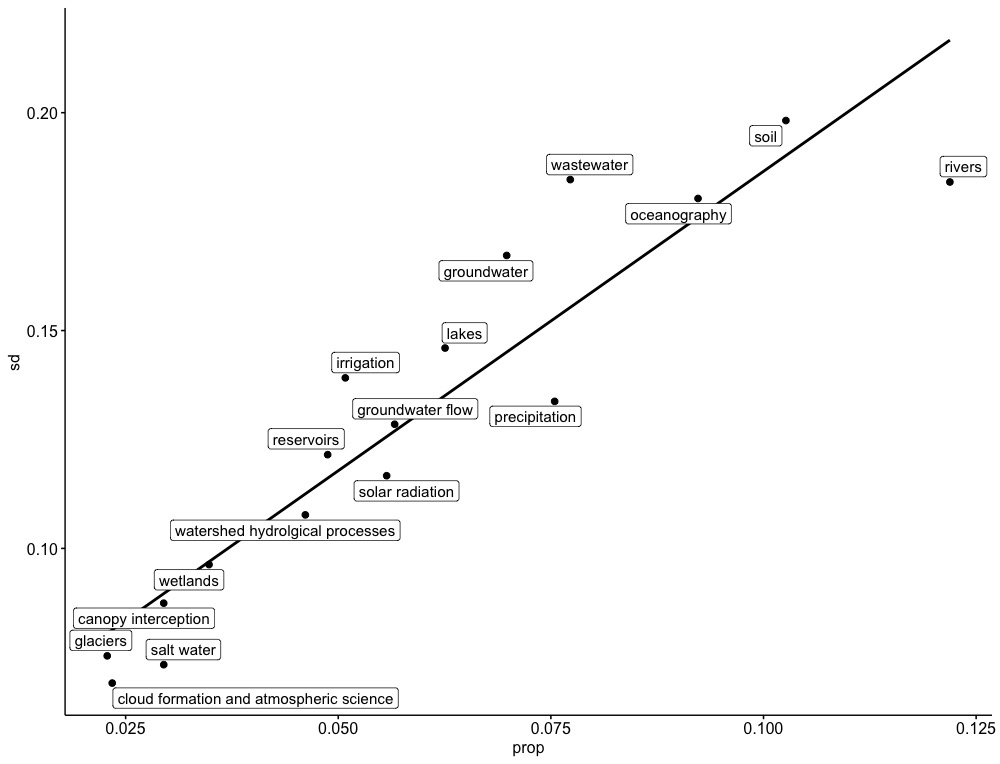 0.20
soil
wastewater
rivers
oceanography
groundwater
0.15
lakes
irrigation
sd
groundwater flow
precipitation
reservoirs
solar radiation
watershed hydrolgical processes
0.10
wetlands
canopy interception
glaciers
salt water
cloud formation and atmospheric science
0.025 0.050 0.075 0.100 0.125
prop